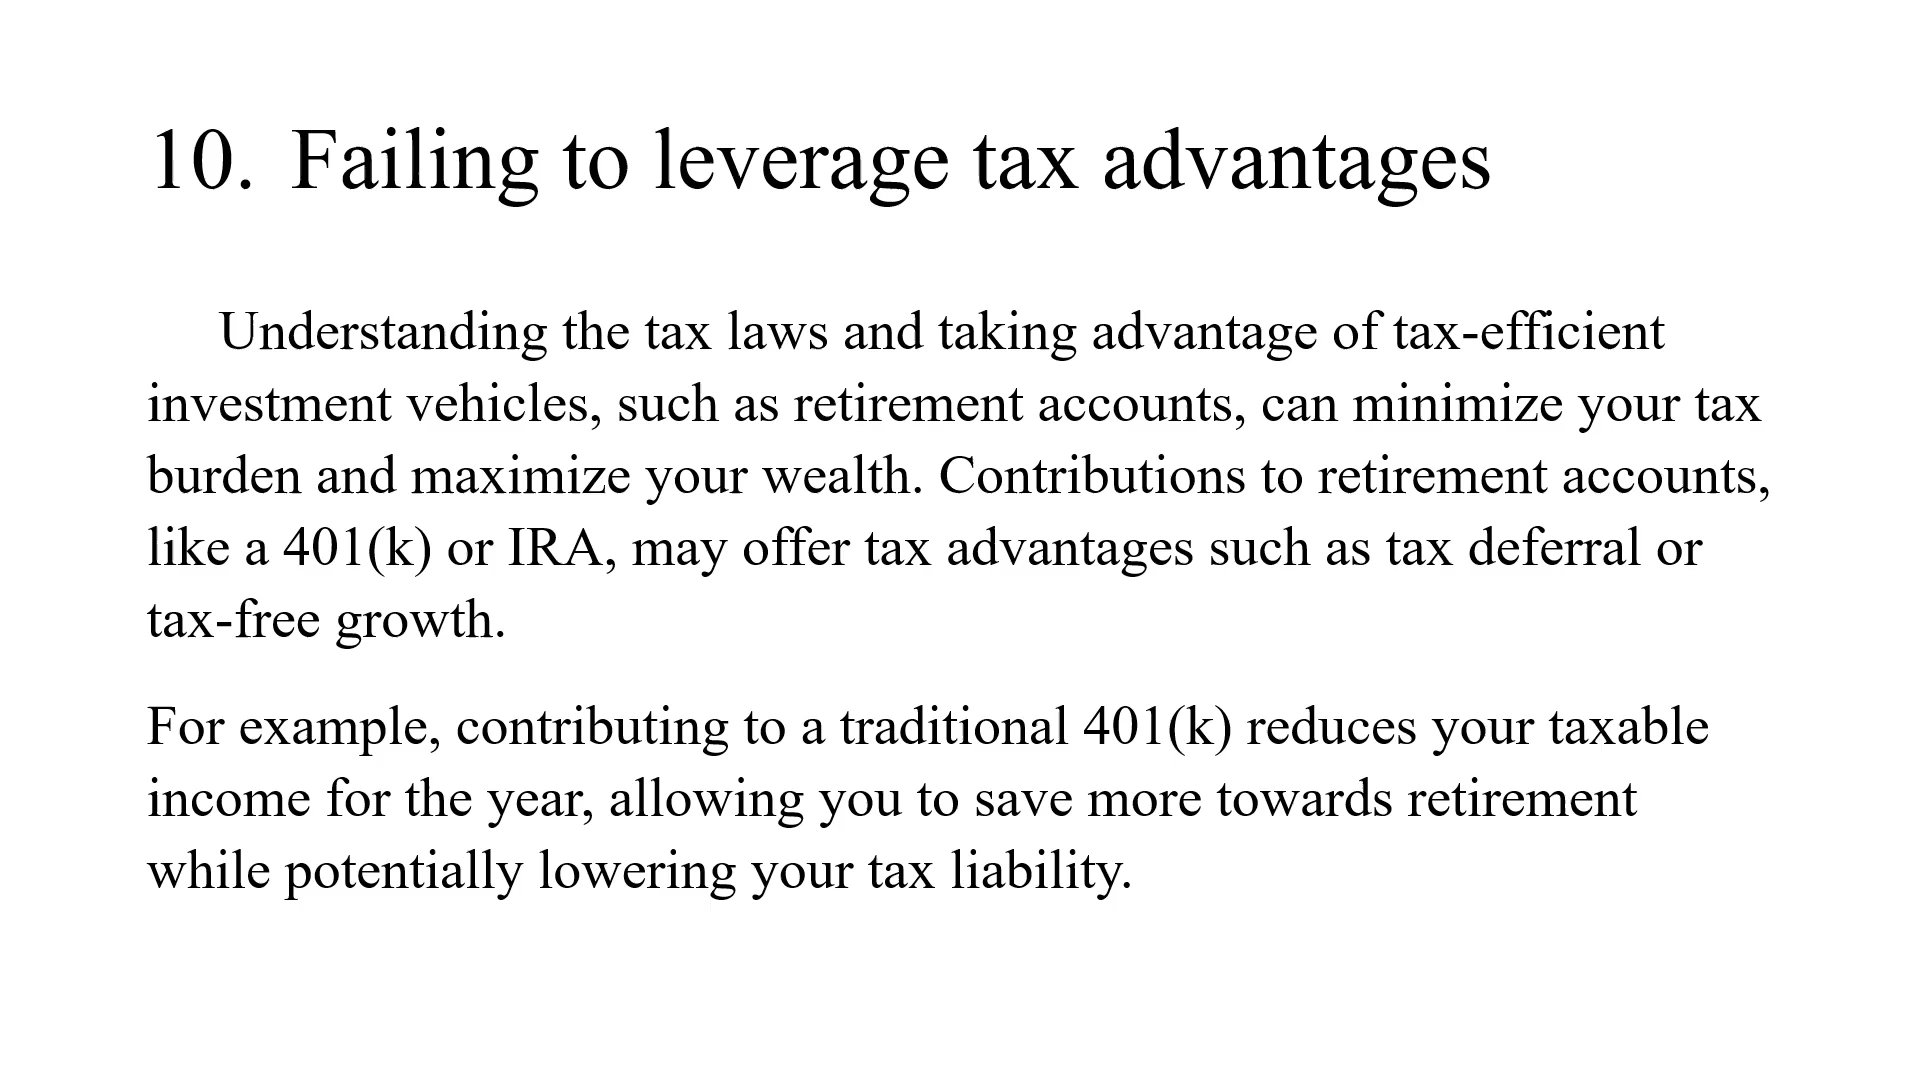 10. Failing to leverage tax advantages
Understanding the tax laws and taking advantage of tax-efficient
investment vehicles, such as retirement accounts, can minimize your tax
burden and maximize your wealth. Contributions to retirement accounts,
like a 401(k) or IRA, may offer tax advantages such as tax deferral or
tax-free growth.
For example, contributing to a traditional 401(k) reduces your taxable
income for the year, allowing you to save more towards retirement
while potentially lowering your tax liability.